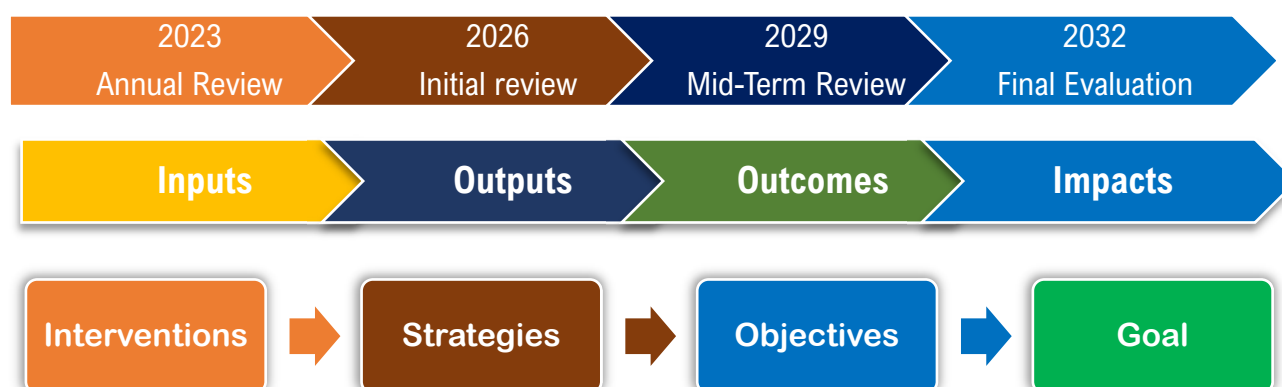 2023 2026 2029 2032
Annual Review Initial review Mid-Term Review Final Evaluation
Inputs Outputs Outcomes Impacts
Interventions Strategies Objectives Goal